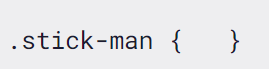 .stick-man {   }